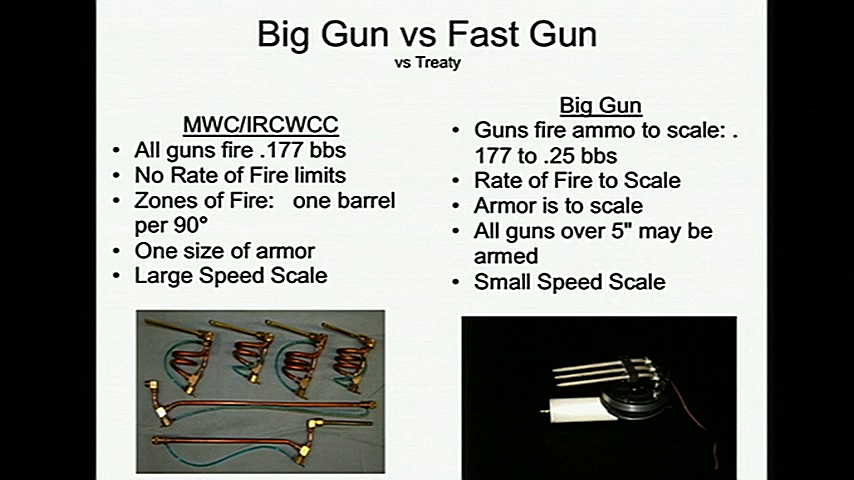 Big Gun vs Fast Gun
vs Treaty
MWC/IRCWCC
• All guns fire .177 bbs
• No Rate of Fire limits
• Zones of Fire: one barrel
per 90°
• One size of armor
• Large Speed Scale
Big Gun
• Guns fire ammo to scale: .
177 to .25 bbs
• Rate of Fire to Scale
• Armor is to scale
• All guns over 5" may be
armed
• Small Speed Scale